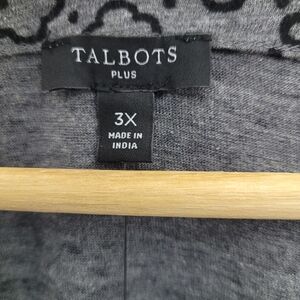 TALBOTS
PLUS
3X
MADE IN
INDIA